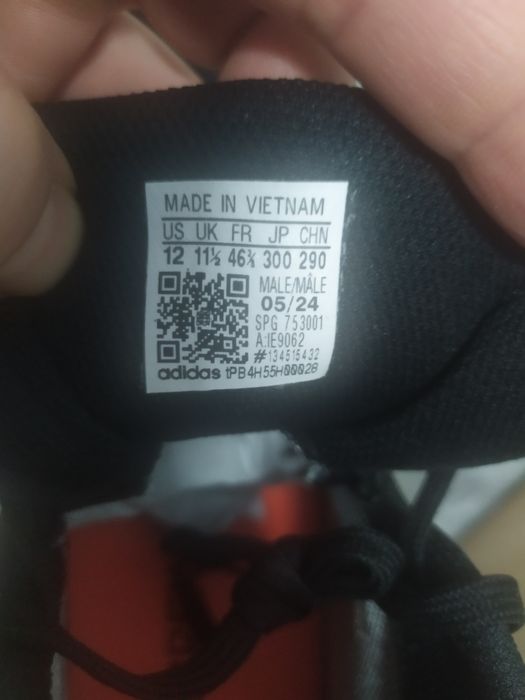 MADE IN VIETNAM
US UK FR JP CHN
12 11½ 46⅔ 300 290
MALE/MÂLE
05/24
SPG 753001
A:IE9062
#134515432
adidas tPB4H55H00028